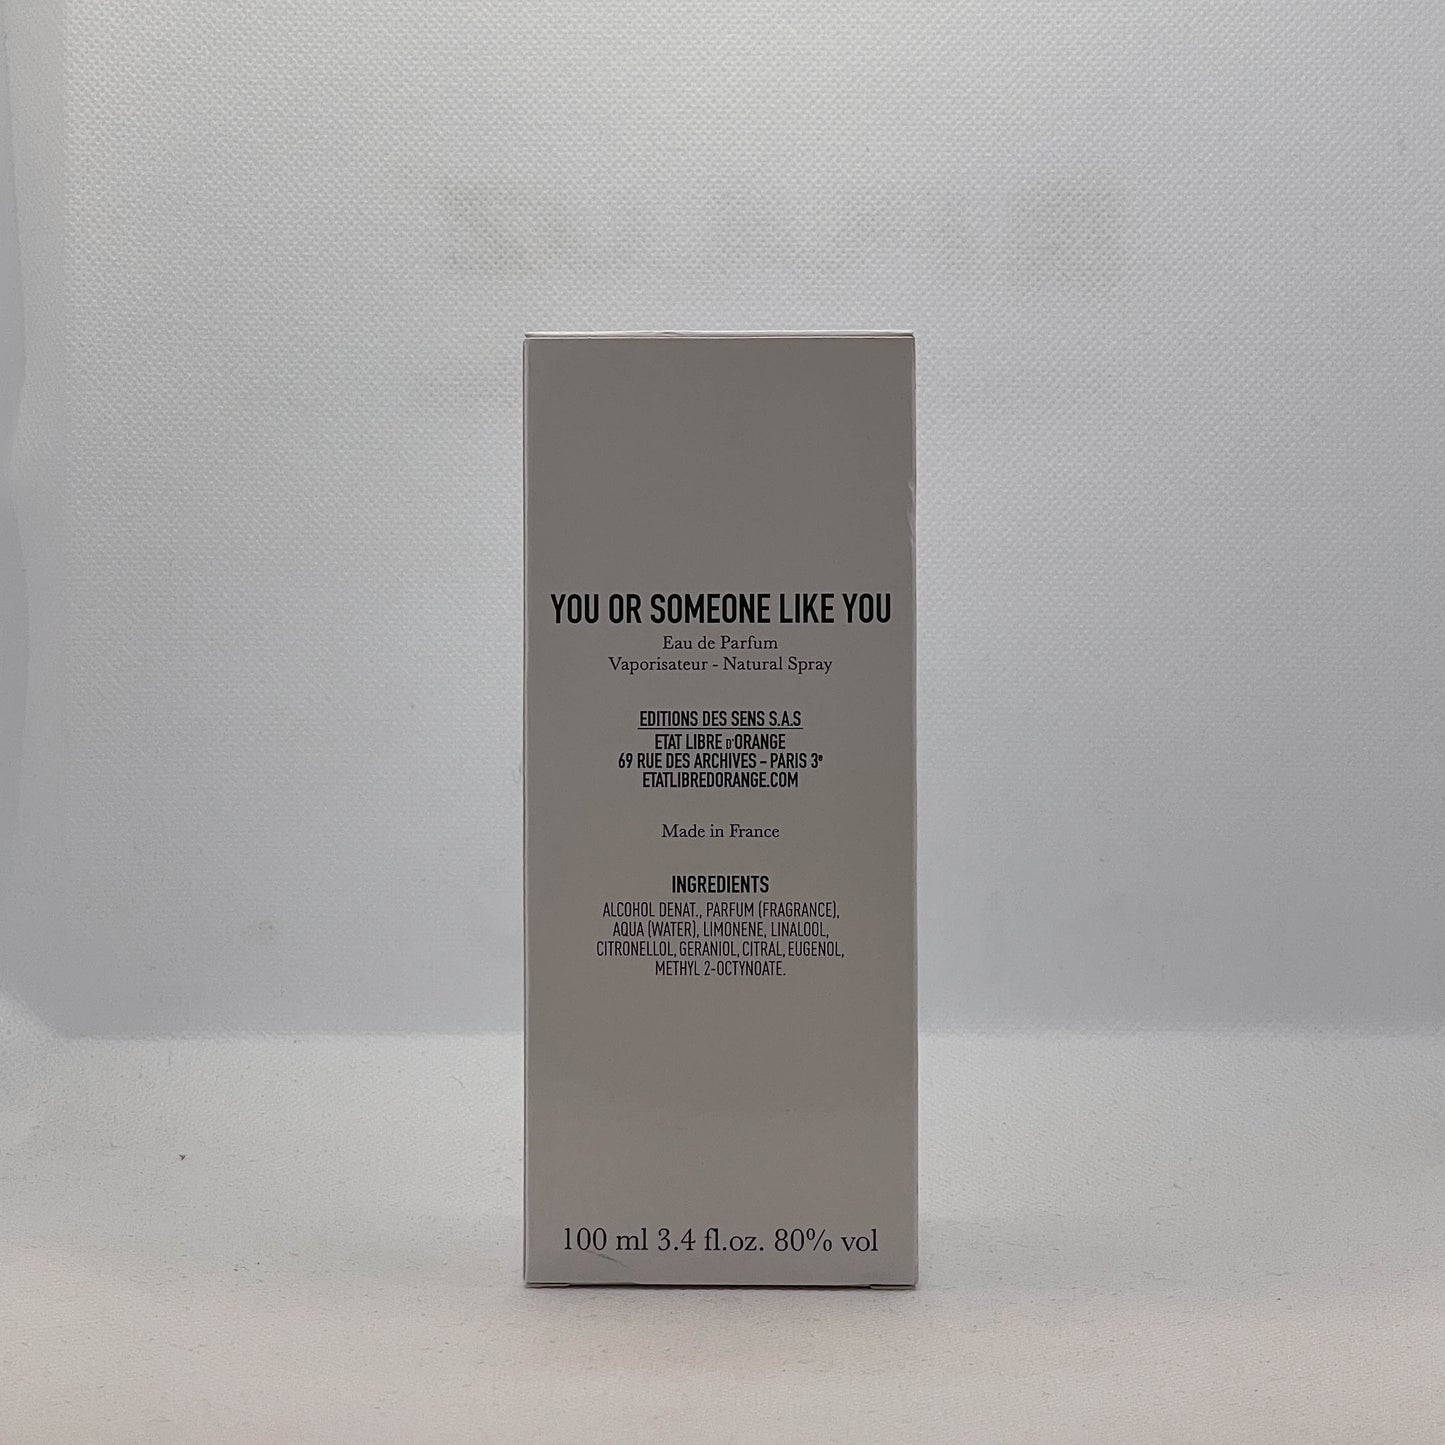 YOU OR SOMEONE LIKE YOU
Eau de Parfum
Vaporisateur - Natural Spray
EDITIONS DES SENS S.A.S
ETAT LIBRE D'ORANGE
69 RUE DES ARCHIVES - PARIS 3e
ETATLIBREDORANGE.COM
Made in France
INGREDIENTS
ALCOHOL DENAT., PARFUM (FRAGRANCE),
AQUA (WATER), LIMONENE, LINALOOL,
CITRONELLOL, GERANIOL, CITRAL, EUGENOL,
METHYL 2-OCTYNOATE.
100 ml 3.4 fl.oz. 80% vol